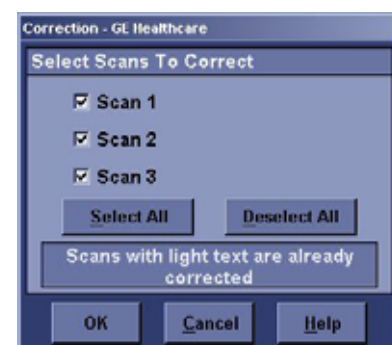 Correction - GE Healthcare
Select Scans To Correct
Scan 1
Scan 2
Scan 3
Select All Deselect All
Scans with light text are already
corrected
OK Cancel Help